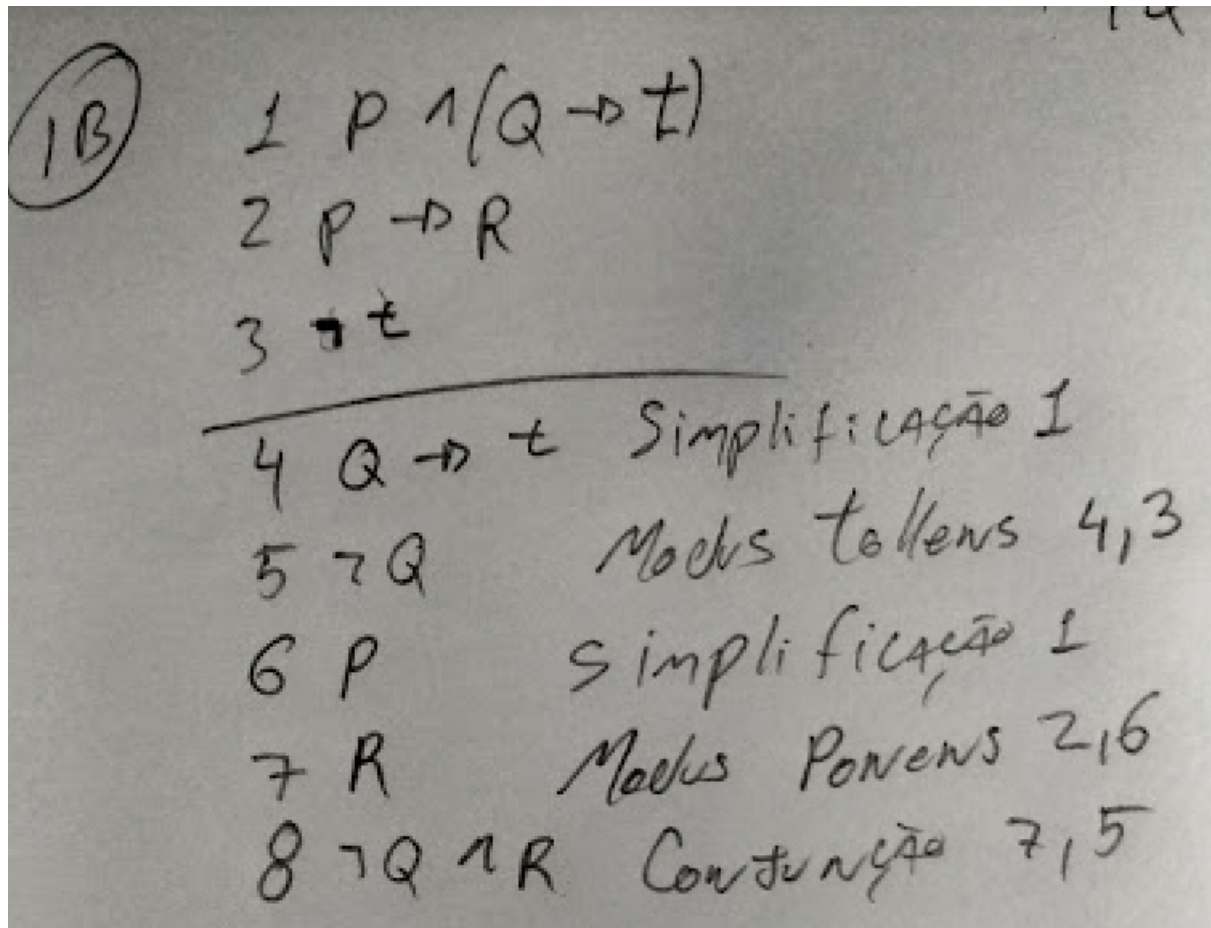 1B
1 P ∧ (Q → t)
2 P → R
3 ¬ t
4 Q → t Simplificação 1
5 ¬Q Modus tollens 4,3
6 P Simplificação 1
7 R Modus Ponens 2,6
8 ¬Q ∧ R Conjunção 7,5